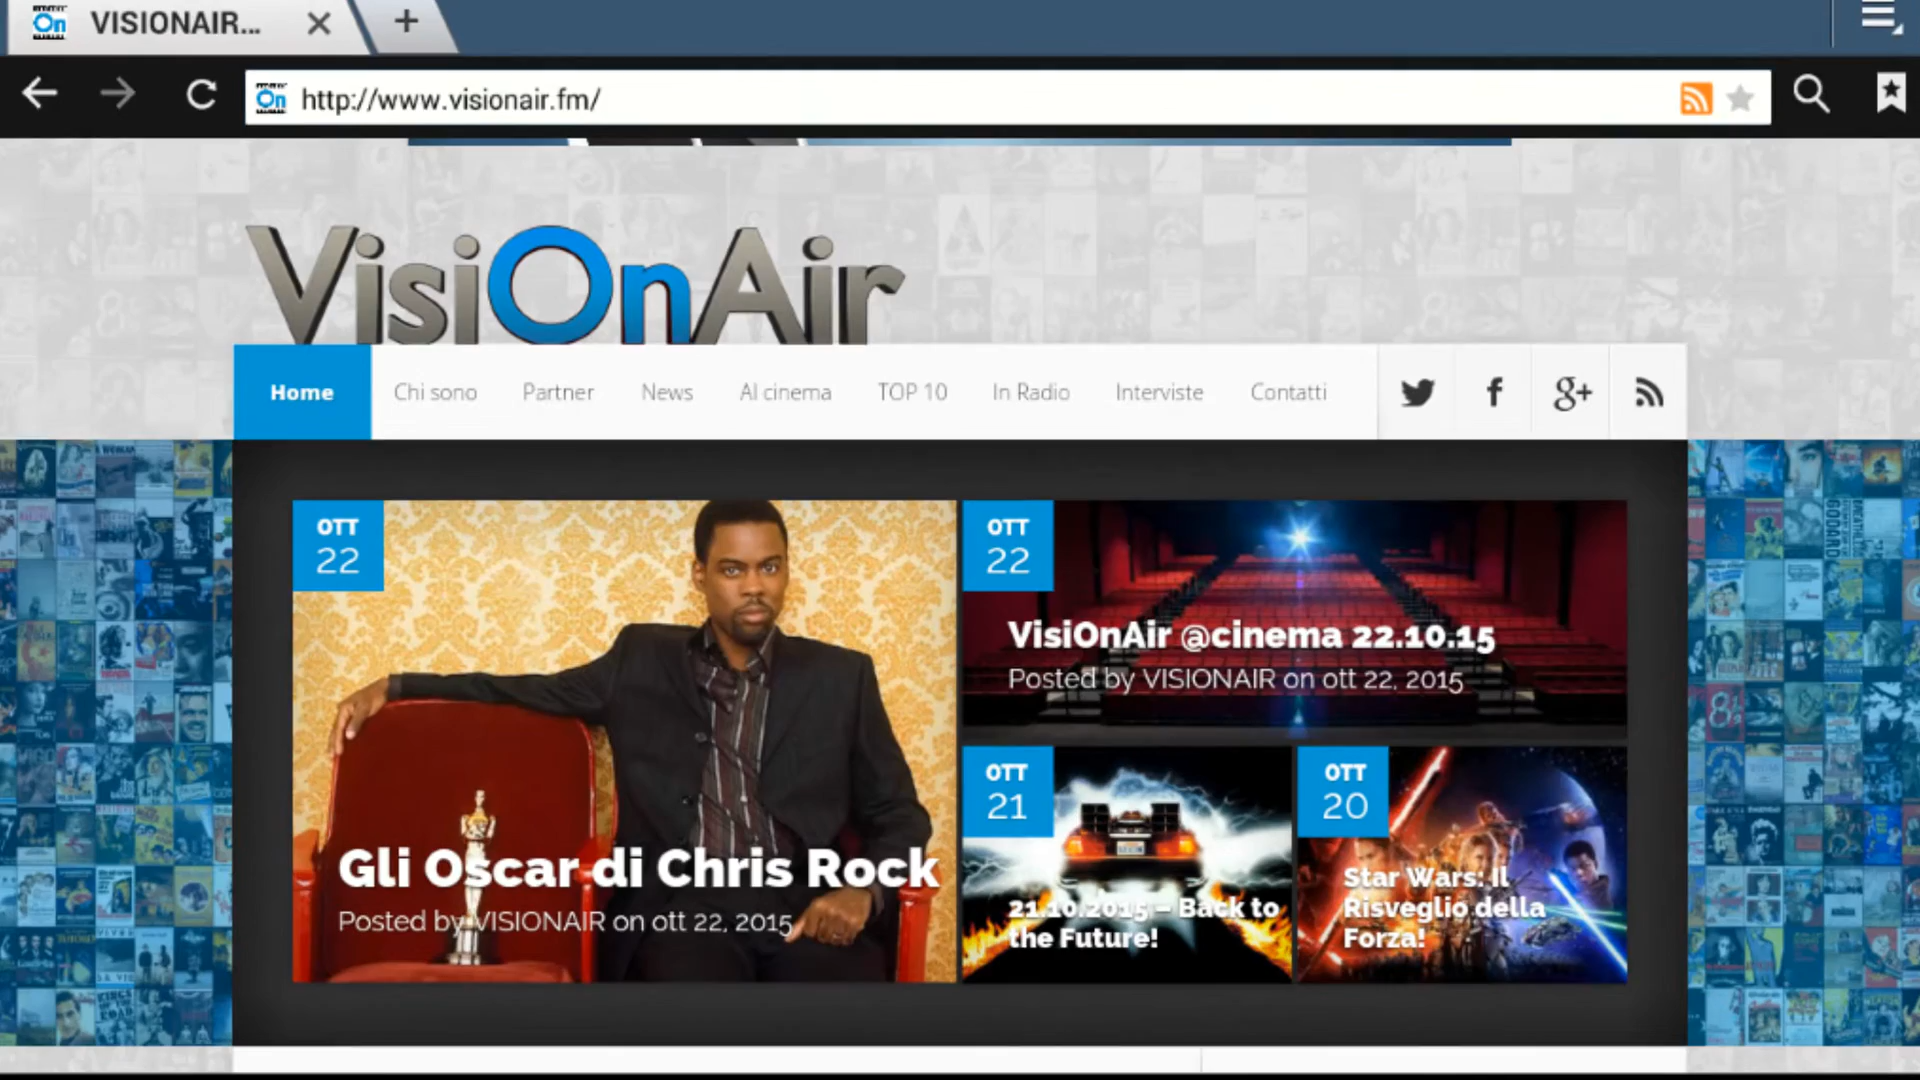 VISIONAIR...
On
http://www.visionair.fm/
VisiOnAir
Home
Chi sono
Partner
News
Al cinema
TOP 10
In Radio
Interviste
Contatti
OTT
22
Gli Oscar di Chris Rock
Posted by VISIONAIR on ott 22, 2015
OTT
22
VisiOnAir @cinema 22.10.15
Posted by VISIONAIR on ott 22, 2015
OTT
21
21.10.2015 – Back to
the Future!
OTT
20
Star Wars: Il
Risveglio della
Forza!